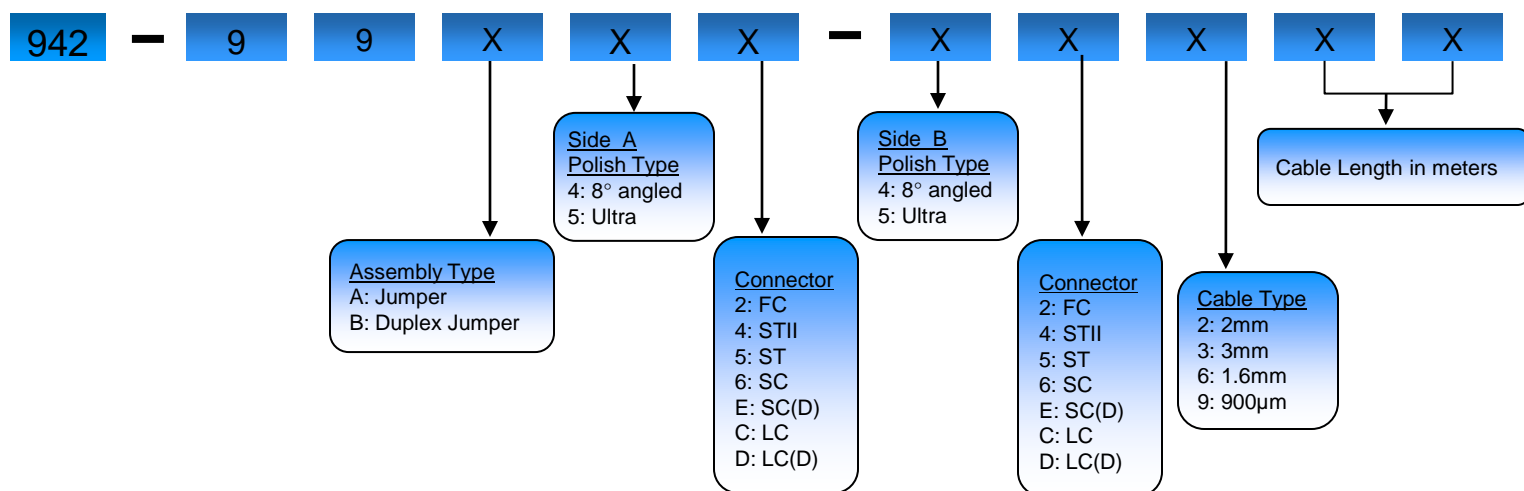 942 – 9 9 X X X – X X X X X
Side A
Polish Type
4: 8° angled
5: Ultra
Side B
Polish Type
4: 8° angled
5: Ultra
Cable Length in meters
Assembly Type
A: Jumper
B: Duplex Jumper
Connector
2: FC
4: STII
5: ST
6: SC
E: SC(D)
C: LC
D: LC(D)
Connector
2: FC
4: STII
5: ST
6: SC
E: SC(D)
C: LC
D: LC(D)
Cable Type
2: 2mm
3: 3mm
6: 1.6mm
9: 900µm